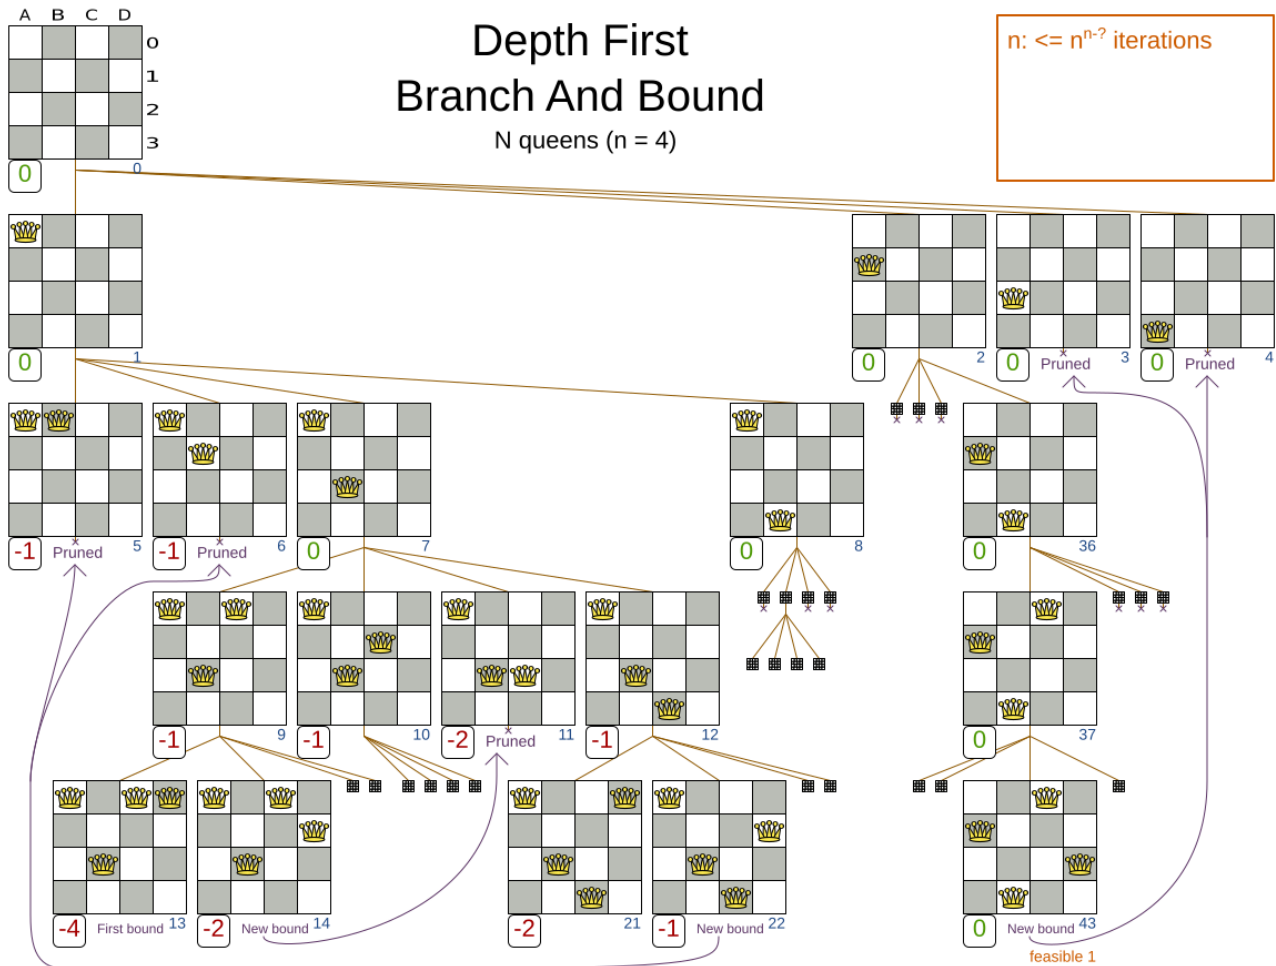 A B C D
Depth First
Branch And Bound
N queens (n = 4)
n: <= n^n-? iterations
0
1
2
3
0 0
0 1
0 2
0 Pruned 3
0 Pruned 4
-1 Pruned 5
-1 Pruned 6
0 7
0 8
0 36
-1 9
-1 10
-2 Pruned 11
-1 12
0 37
-4 First bound 13
-2 New bound 14
-2 21
-1 New bound 22
0 New bound 43
feasible 1